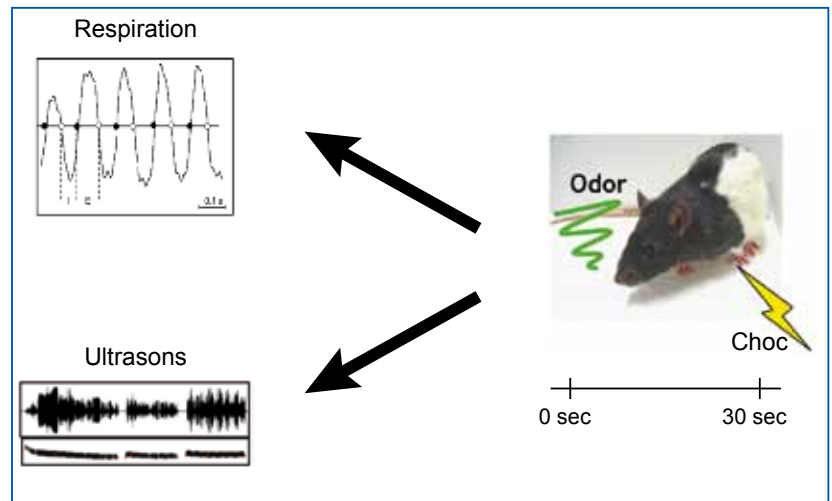 Respiration
I E
0.1 s
Odor
Choc
0 sec
30 sec
Ultrasons